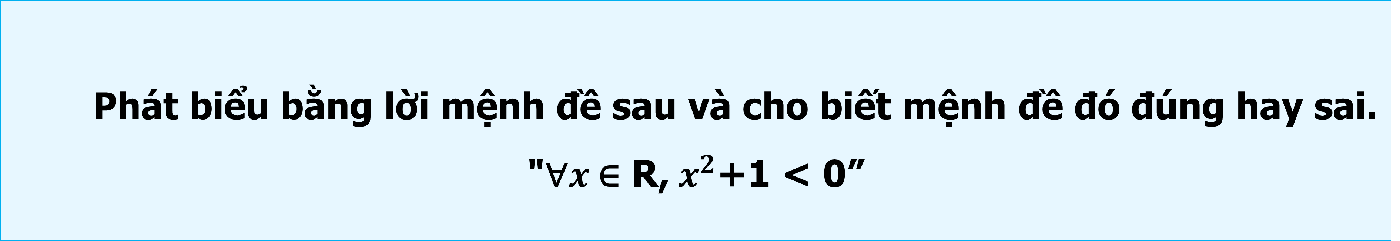 Phát biểu bằng lời mệnh đề sau và cho biết mệnh đề đó đúng hay sai.
"∀x ∈ R, x²+1 < 0”